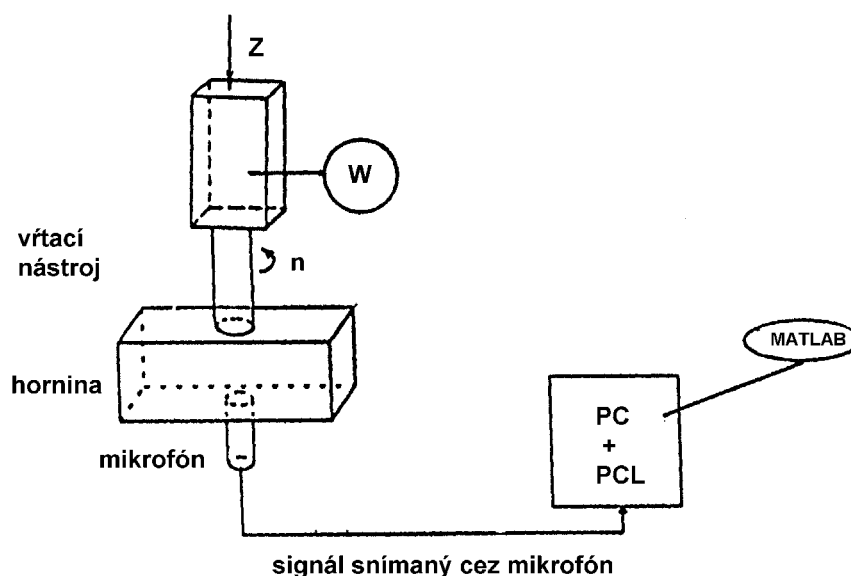 Z
W
vŕtací
nástroj
n
hornina
mikrofón
MATLAB
PC
+
PCL
signál snímaný cez mikrofón